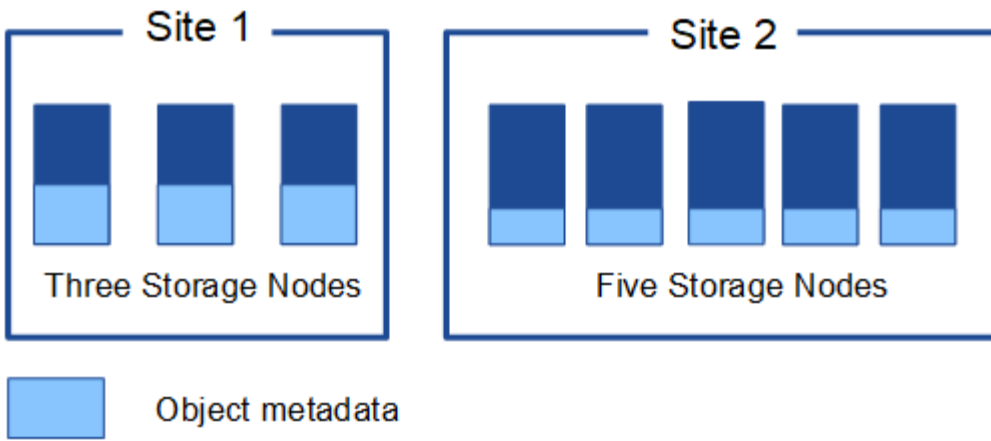 Site 1
Site 2
Three Storage Nodes
Five Storage Nodes
Object metadata